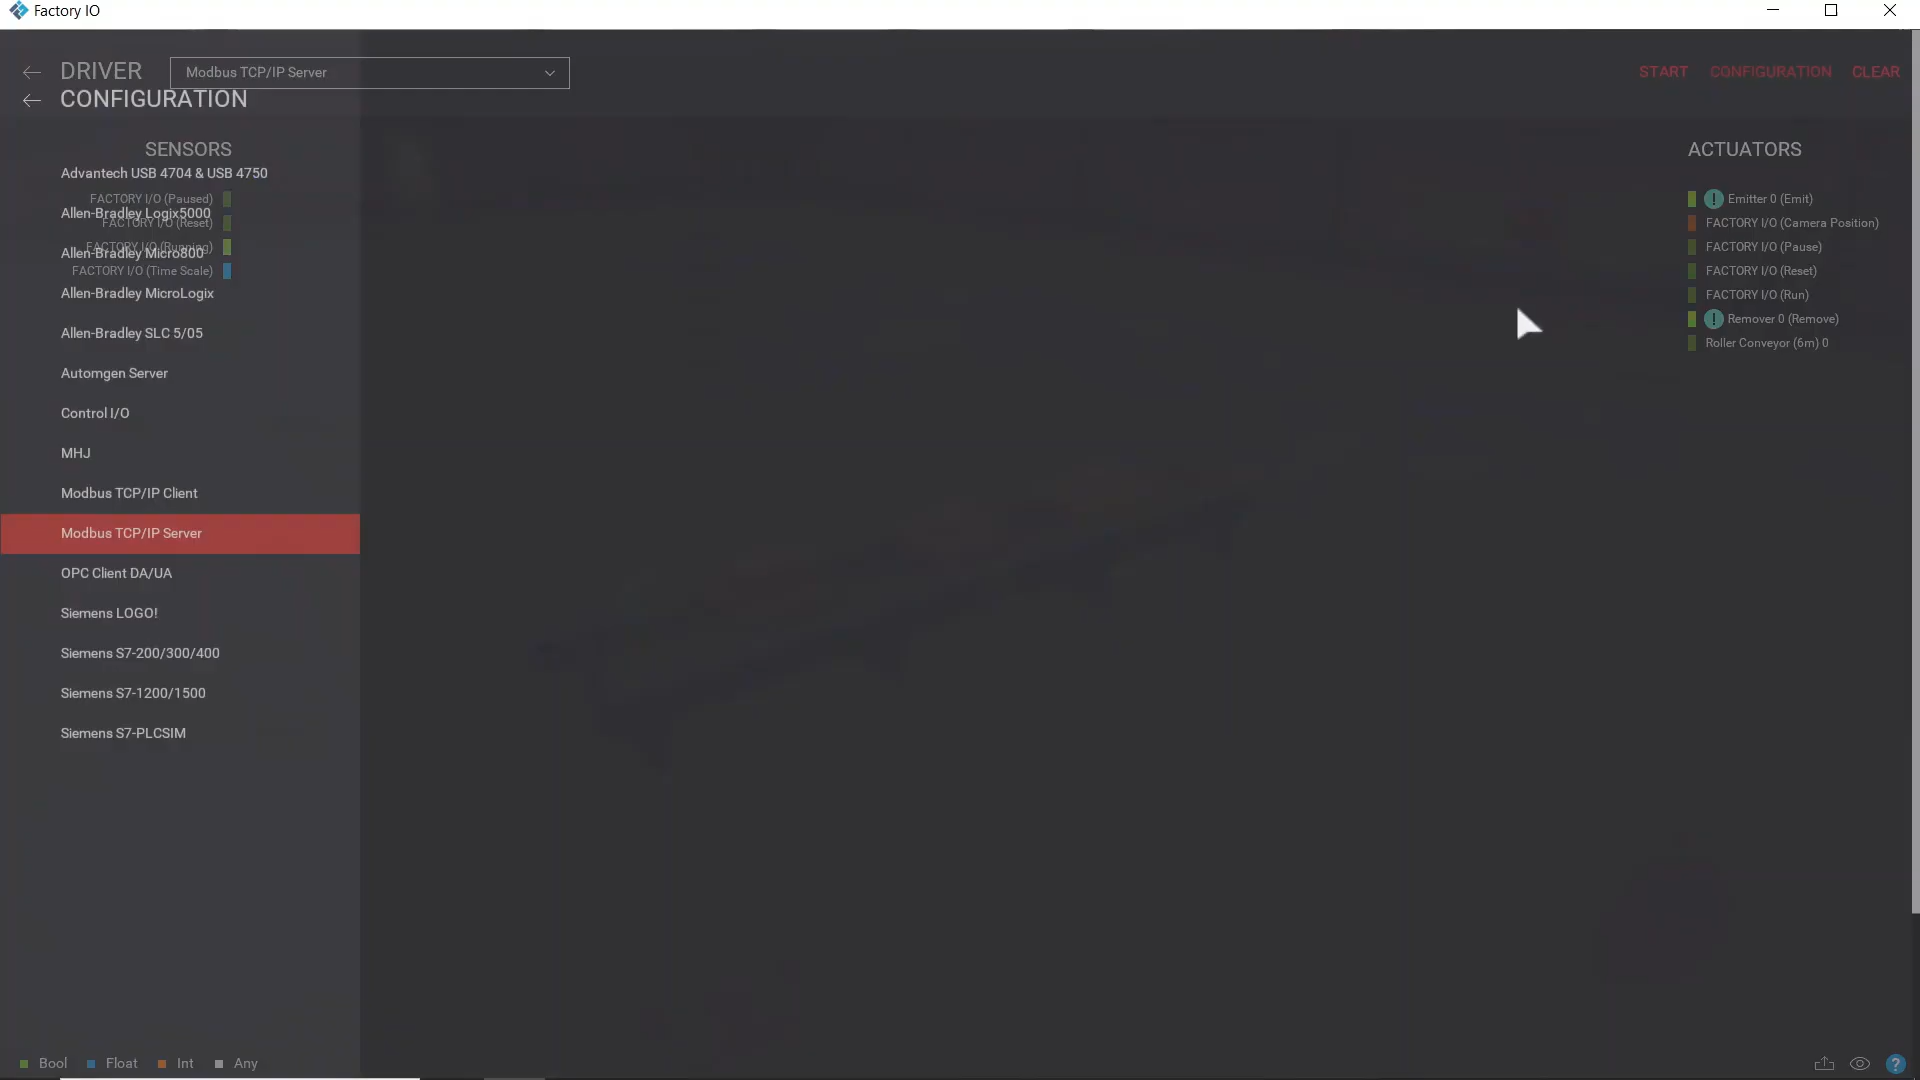 Factory IO
DRIVER
Modbus TCP/IP Server
START
CONFIGURATION
CLEAR
CONFIGURATION
SENSORS
Advantech USB 4704 & USB 4750
FACTORY I/O (Paused)
Allen-Bradley Logix5000
FACTORY I/O (Reset)
FACTORY I/O (Running)
Allen-Bradley Micro800
FACTORY I/O (Time Scale)
Allen-Bradley MicroLogix
Allen-Bradley SLC 5/05
Automgen Server
Control I/O
MHJ
Modbus TCP/IP Client
Modbus TCP/IP Server
OPC Client DA/UA
Siemens LOGO!
Siemens S7-200/300/400
Siemens S7-1200/1500
Siemens S7-PLCSIM
ACTUATORS
! Emitter 0 (Emit)
FACTORY I/O (Camera Position)
FACTORY I/O (Pause)
FACTORY I/O (Reset)
FACTORY I/O (Run)
! Remover 0 (Remove)
Roller Conveyor (6m) 0
Bool
Float
Int
Any
?